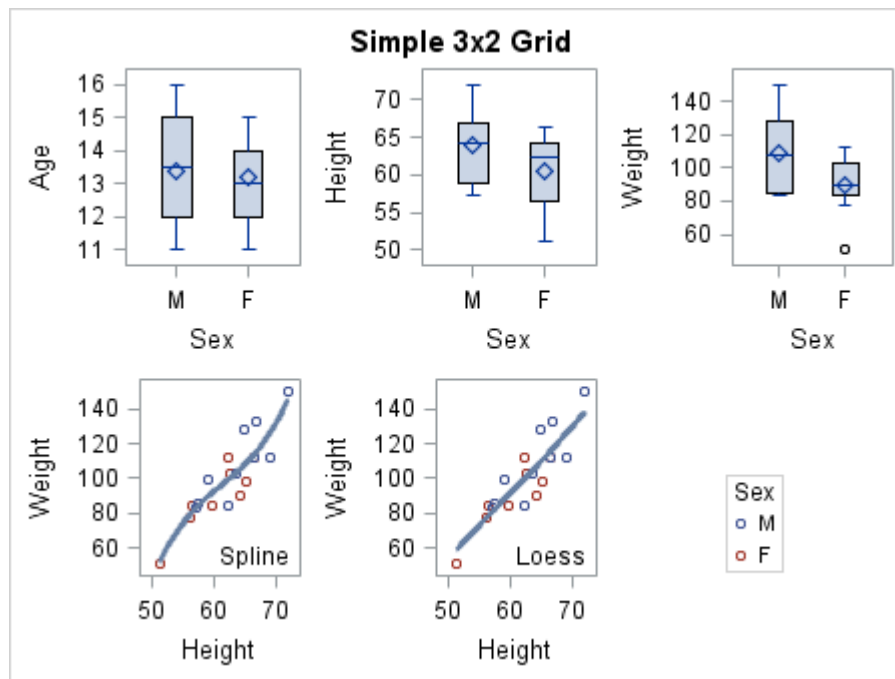 Simple 3x2 Grid
16
15
14
13
12
11
Age
M F
Sex
70
65
60
55
50
Height
M F
Sex
140
120
100
80
60
Weight
M F
Sex
140
120
100
80
60
Weight
Spline
50 60 70
Height
140
120
100
80
60
Weight
Loess
50 60 70
Height
Sex
M
F